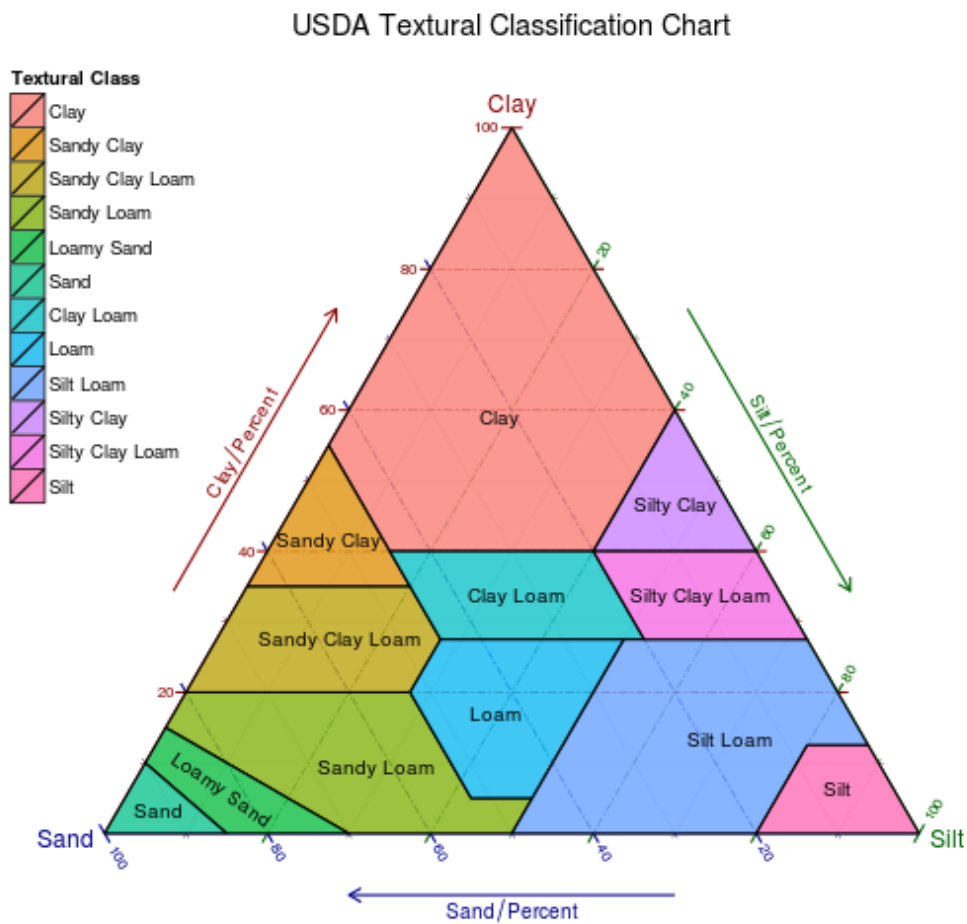 USDA Textural Classification Chart
Textural Class
Clay
Sandy Clay
Sandy Clay Loam
Sandy Loam
Loamy Sand
Sand
Clay Loam
Loam
Silt Loam
Silty Clay
Silty Clay Loam
Silt
Clay
100
80
20
60
40
Clay/Percent
Silt/Percent
Clay
Silty Clay
Sandy Clay
40
60
Clay Loam
Silty Clay Loam
Sandy Clay Loam
20
80
Loam
Silt Loam
Sandy Loam
Loamy Sand
Silt
Sand
100
Sand
Silt
100
80
60
40
20
Sand/Percent